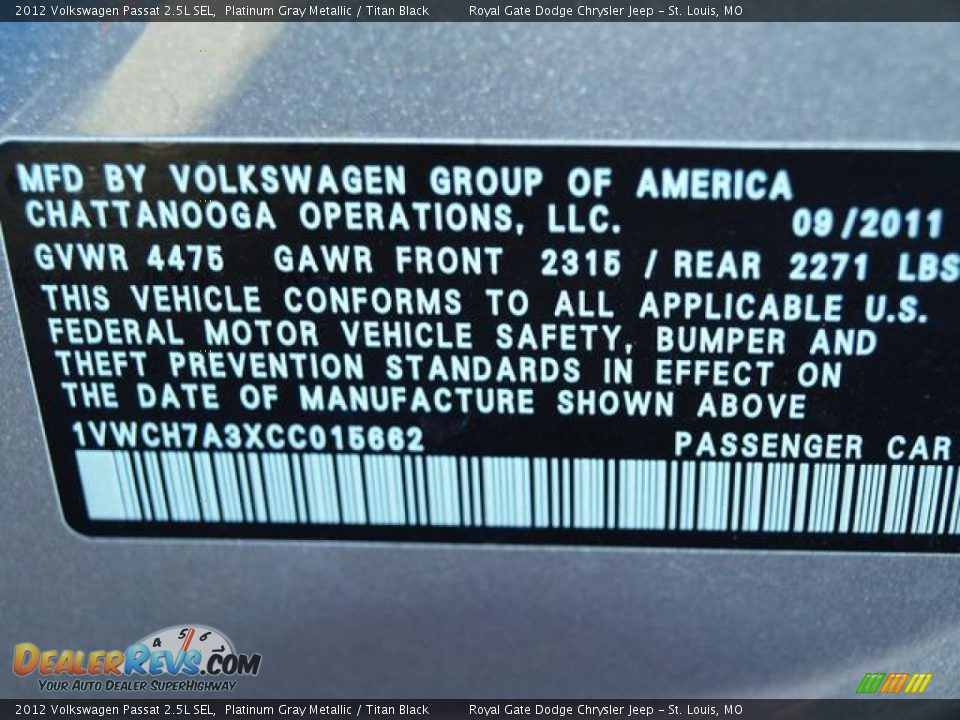 2012 Volkswagen Passat 2.5L SEL, Platinum Gray Metallic / Titan Black Royal Gate Dodge Chrysler Jeep - St. Louis, MO
MFD BY VOLKSWAGEN GROUP OF AMERICA
CHATTANOOGA OPERATIONS, LLC. 09/2011
GVWR 4475 GAWR FRONT 2315 / REAR 2271 LBS
THIS VEHICLE CONFORMS TO ALL APPLICABLE U.S.
FEDERAL MOTOR VEHICLE SAFETY, BUMPER AND
THEFT PREVENTION STANDARDS IN EFFECT ON
THE DATE OF MANUFACTURE SHOWN ABOVE
1VWCH7A3XCC015662 PASSENGER CAR
4 5 6 7
DEALERREVS.COM
YOUR AUTO DEALER SUPERHIGHWAY
2012 Volkswagen Passat 2.5L SEL, Platinum Gray Metallic / Titan Black Royal Gate Dodge Chrysler Jeep - St. Louis, MO